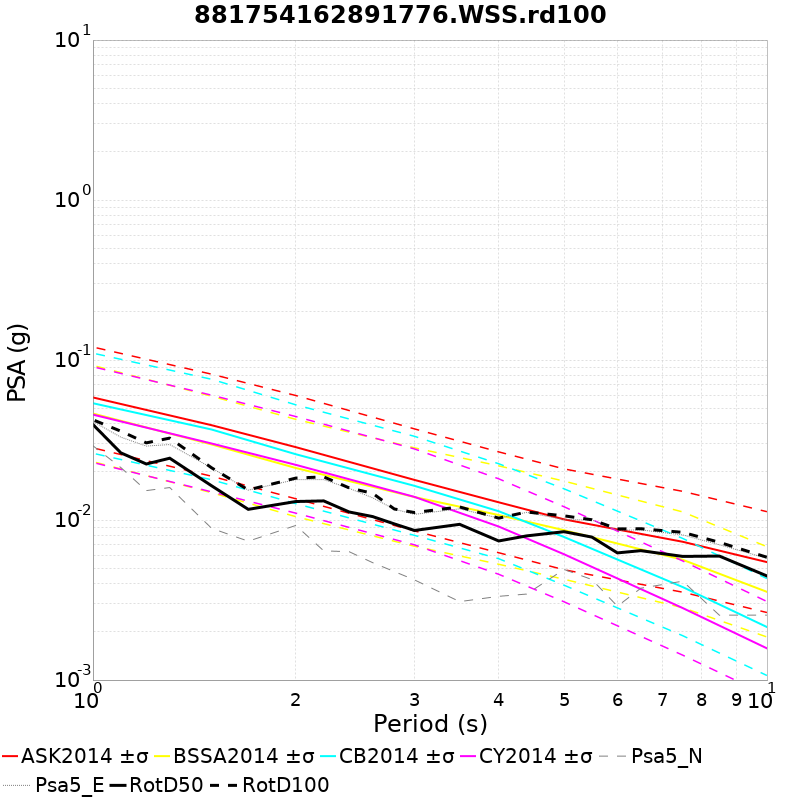 881754162891776.WSS.rd100
10^1
10^0
10^-1
10^-2
10^-3
PSA (g)
10^0 2 3 4 5 6 7 8 9 10^1
Period (s)
ASK2014 ±σ BSSA2014 ±σ CB2014 ±σ CY2014 ±σ Psa5_N
Psa5_E RotD50 RotD100